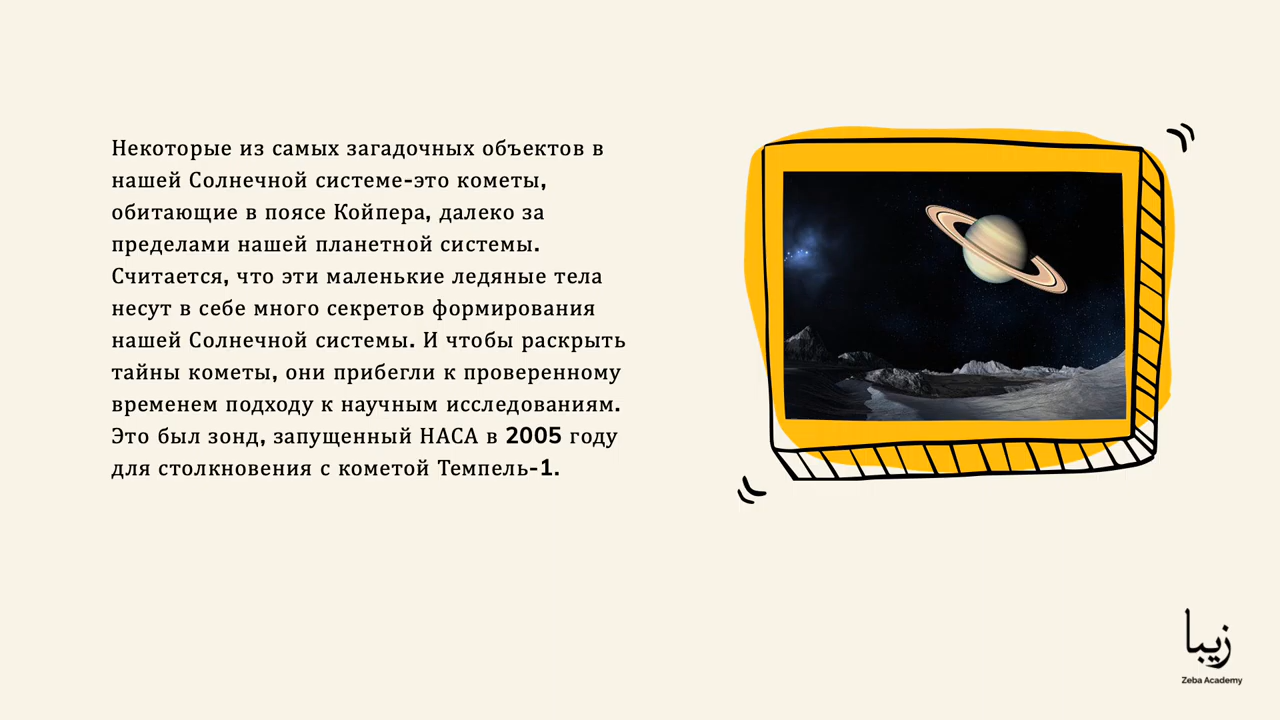 Некоторые из самых загадочных объектов в
нашей Солнечной системе-это кометы,
обитающие в поясе Койпера, далеко за
пределами нашей планетной системы.
Считается, что эти маленькие ледяные тела
несут в себе много секретов формирования
нашей Солнечной системы. И чтобы раскрыть
тайны кометы, они прибегли к проверенному
временем подходу к научным исследованиям.
Это был зонд, запущенный НАСА в 2005 году
для столкновения с кометой Темпель-1.
زيبا
Zeba Academy